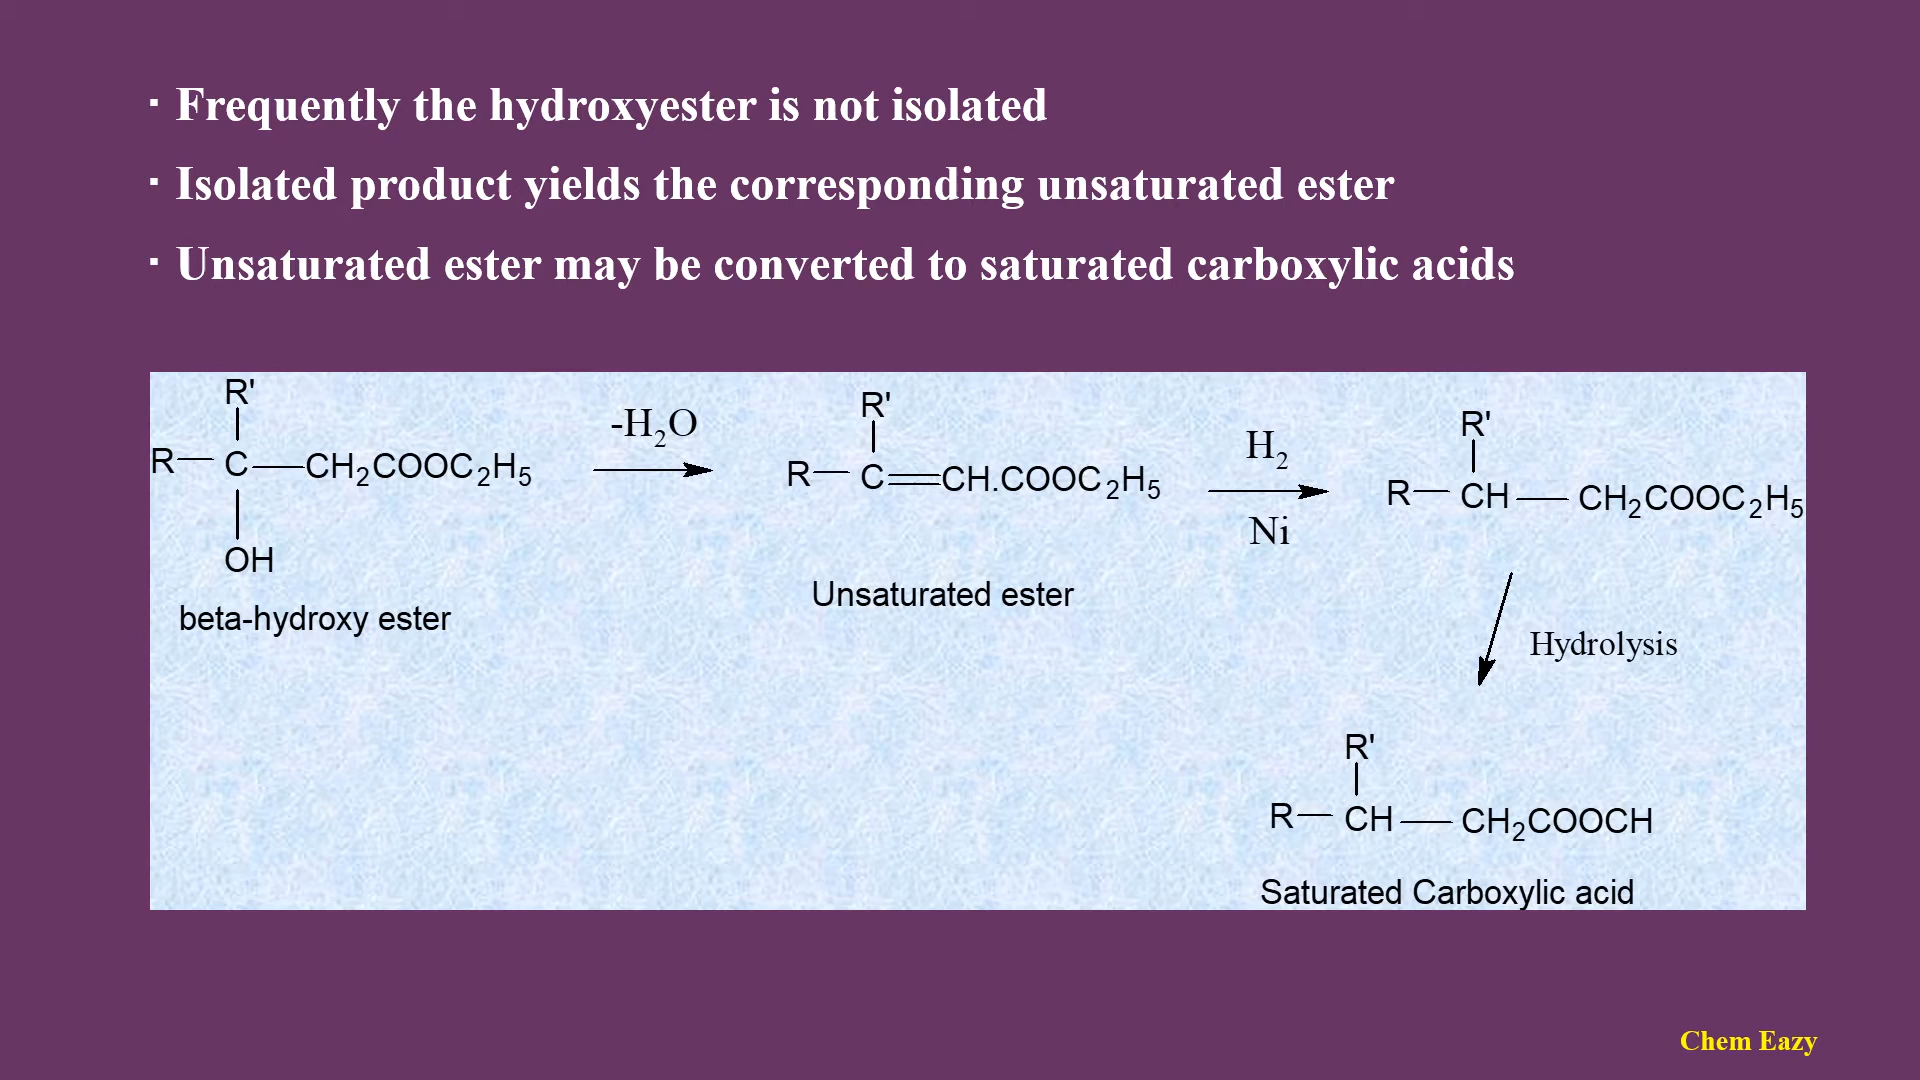 · Frequently the hydroxyester is not isolated
· Isolated product yields the corresponding unsaturated ester
· Unsaturated ester may be converted to saturated carboxylic acids
R'
R— C—CH₂COOC₂H₅
OH
beta-hydroxy ester
-H₂O
R'
R— C=CH.COOC₂H₅
Unsaturated ester
H₂
Ni
R'
R— CH — CH₂COOC₂H₅
Hydrolysis
R'
R— CH — CH₂COOCH
Saturated Carboxylic acid
Chem Eazy